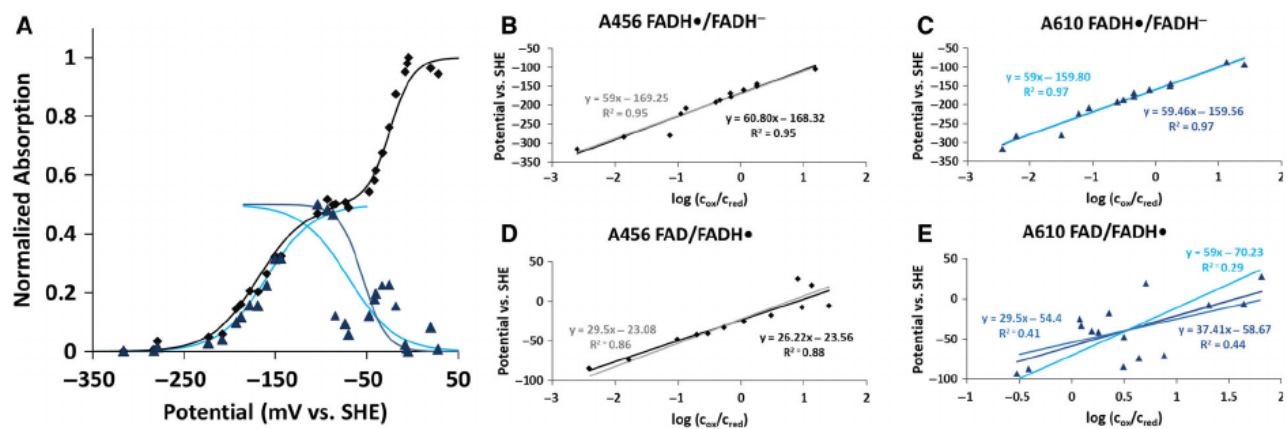 A
Normalized Absorption
1
0.8
0.6
0.4
0.2
0
−350
−250
−150
−50
50
Potential (mV vs. SHE)
B
A456 FADH●/FADH⁻
Potential vs. SHE
−50
−100
−150
−200
−250
−300
−350
y = 59x − 169.25
R² = 0.95
y = 60.80x − 168.32
R² = 0.95
−3
−2
−1
0
1
2
log (c_ox/c_red)
C
A610 FADH●/FADH⁻
Potential vs. SHE
−50
−100
−150
−200
−250
−300
−350
y = 59x − 159.80
R² = 0.97
y = 59.46x − 159.56
R² = 0.97
−3
−2
−1
0
1
2
log (c_ox/c_red)
D
A456 FAD/FADH●
Potential vs. SHE
50
0
−50
−100
y = 29.5x − 23.08
R² = 0.86
y = 26.22x − 23.56
R² = 0.88
−3
−2
−1
0
1
2
log (c_ox/c_red)
E
A610 FAD/FADH●
Potential vs. SHE
50
0
−50
−100
y = 59x − 70.23
R² = 0.29
y = 29.5x − 54.4
R² = 0.41
y = 37.41x − 58.67
R² = 0.44
−1
−0.5
0
0.5
1
1.5
2
log (c_ox/c_red)